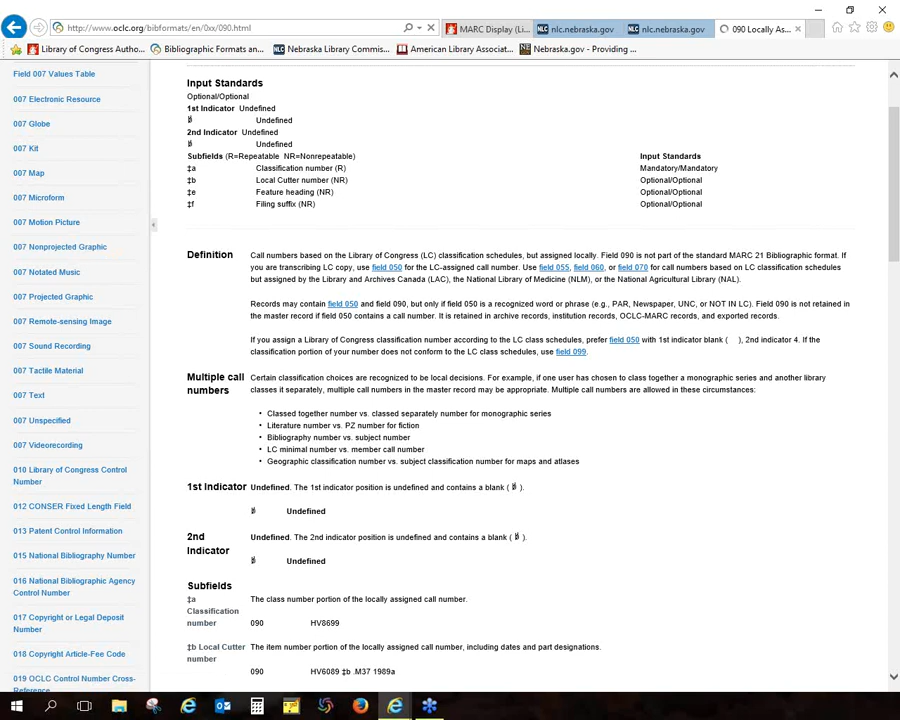 http://www.oclc.org/bibformats/en/0xx/090.html
MARC Display (Li...
nlc.nebraska.gov
nlc.nebraska.gov
090 Locally As...
Library of Congress Autho...
Bibliographic Formats an...
Nebraska Library Commis...
American Library Associat...
Nebraska.gov - Providing ...
Field 007 Values Table
007 Electronic Resource
007 Globe
007 Kit
007 Map
007 Microform
007 Motion Picture
007 Nonprojected Graphic
007 Notated Music
007 Projected Graphic
007 Remote-sensing Image
007 Sound Recording
007 Tactile Material
007 Text
007 Unspecified
007 Videorecording
010 Library of Congress Control
Number
012 CONSER Fixed Length Field
013 Patent Control Information
015 National Bibliography Number
016 National Bibliographic Agency
Control Number
017 Copyright or Legal Deposit
Number
018 Copyright Article-Fee Code
019 OCLC Control Number Cross-
Reference
Input Standards
Optional/Optional
1st Indicator Undefined
b̸ Undefined
2nd Indicator Undefined
b̸ Undefined
Subfields (R=Repeatable NR=Nonrepeatable) Input Standards
‡a Classification number (R) Mandatory/Mandatory
‡b Local Cutter number (NR) Optional/Optional
‡e Feature heading (NR) Optional/Optional
‡f Filing suffix (NR) Optional/Optional
Definition Call numbers based on the Library of Congress (LC) classification schedules, but assigned locally. Field 090 is not part of the standard MARC 21 Bibliographic format. If
you are transcribing LC copy, use field 050 for the LC-assigned call number. Use field 055, field 060, or field 070 for call numbers based on LC classification schedules
but assigned by the Library and Archives Canada (LAC), the National Library of Medicine (NLM), or the National Agricultural Library (NAL).
Records may contain field 050 and field 090, but only if field 050 is a recognized word or phrase (e.g., PAR, Newspaper, UNC, or NOT IN LC). Field 090 is not retained in
the master record if field 050 contains a call number. It is retained in archive records, institution records, OCLC-MARC records, and exported records.
If you assign a Library of Congress classification number according to the LC class schedules, prefer field 050 with 1st indicator blank ( ), 2nd indicator 4. If the
classification portion of your number does not conform to the LC class schedules, use field 099.
Multiple call Certain classification choices are recognized to be local decisions. For example, if one user has chosen to class together a monographic series and another library
numbers classes it separately, multiple call numbers in the master record may be appropriate. Multiple call numbers are allowed in these circumstances:
• Classed together number vs. classed separately number for monographic series
• Literature number vs. PZ number for fiction
• Bibliography number vs. subject number
• LC minimal number vs. member call number
• Geographic classification number vs. subject classification number for maps and atlases
1st Indicator Undefined. The 1st indicator position is undefined and contains a blank ( b̸ ).
b̸ Undefined
2nd Undefined. The 2nd indicator position is undefined and contains a blank ( b̸ ).
Indicator
b̸ Undefined
Subfields
‡a The class number portion of the locally assigned call number.
Classification
number 090 HV8699
‡b Local Cutter The item number portion of the locally assigned call number, including dates and part designations.
number
090 HV6089 ‡b .M37 1989a